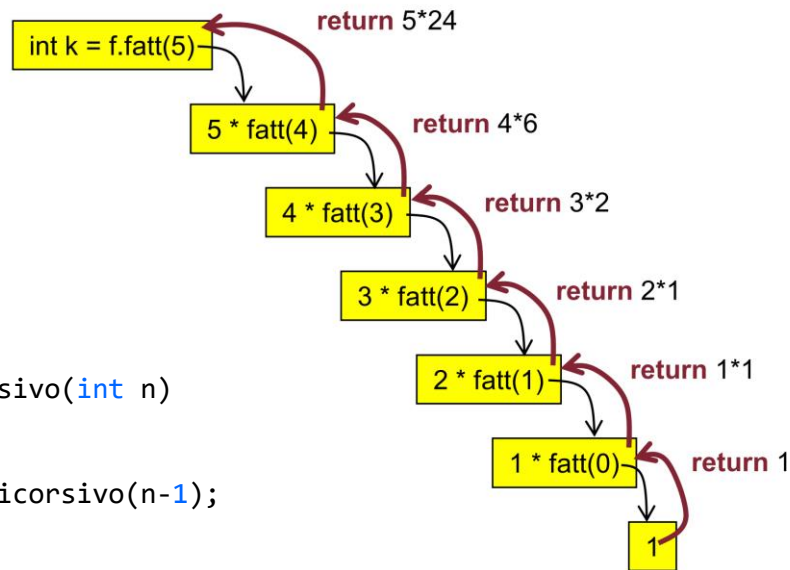 return 5*24
int k = f.fatt(5)
5 * fatt(4)
return 4*6
4 * fatt(3)
return 3*2
3 * fatt(2)
return 2*1
2 * fatt(1)
return 1*1
sivo(int n)
1 * fatt(0)
return 1
icorsivo(n-1);
1